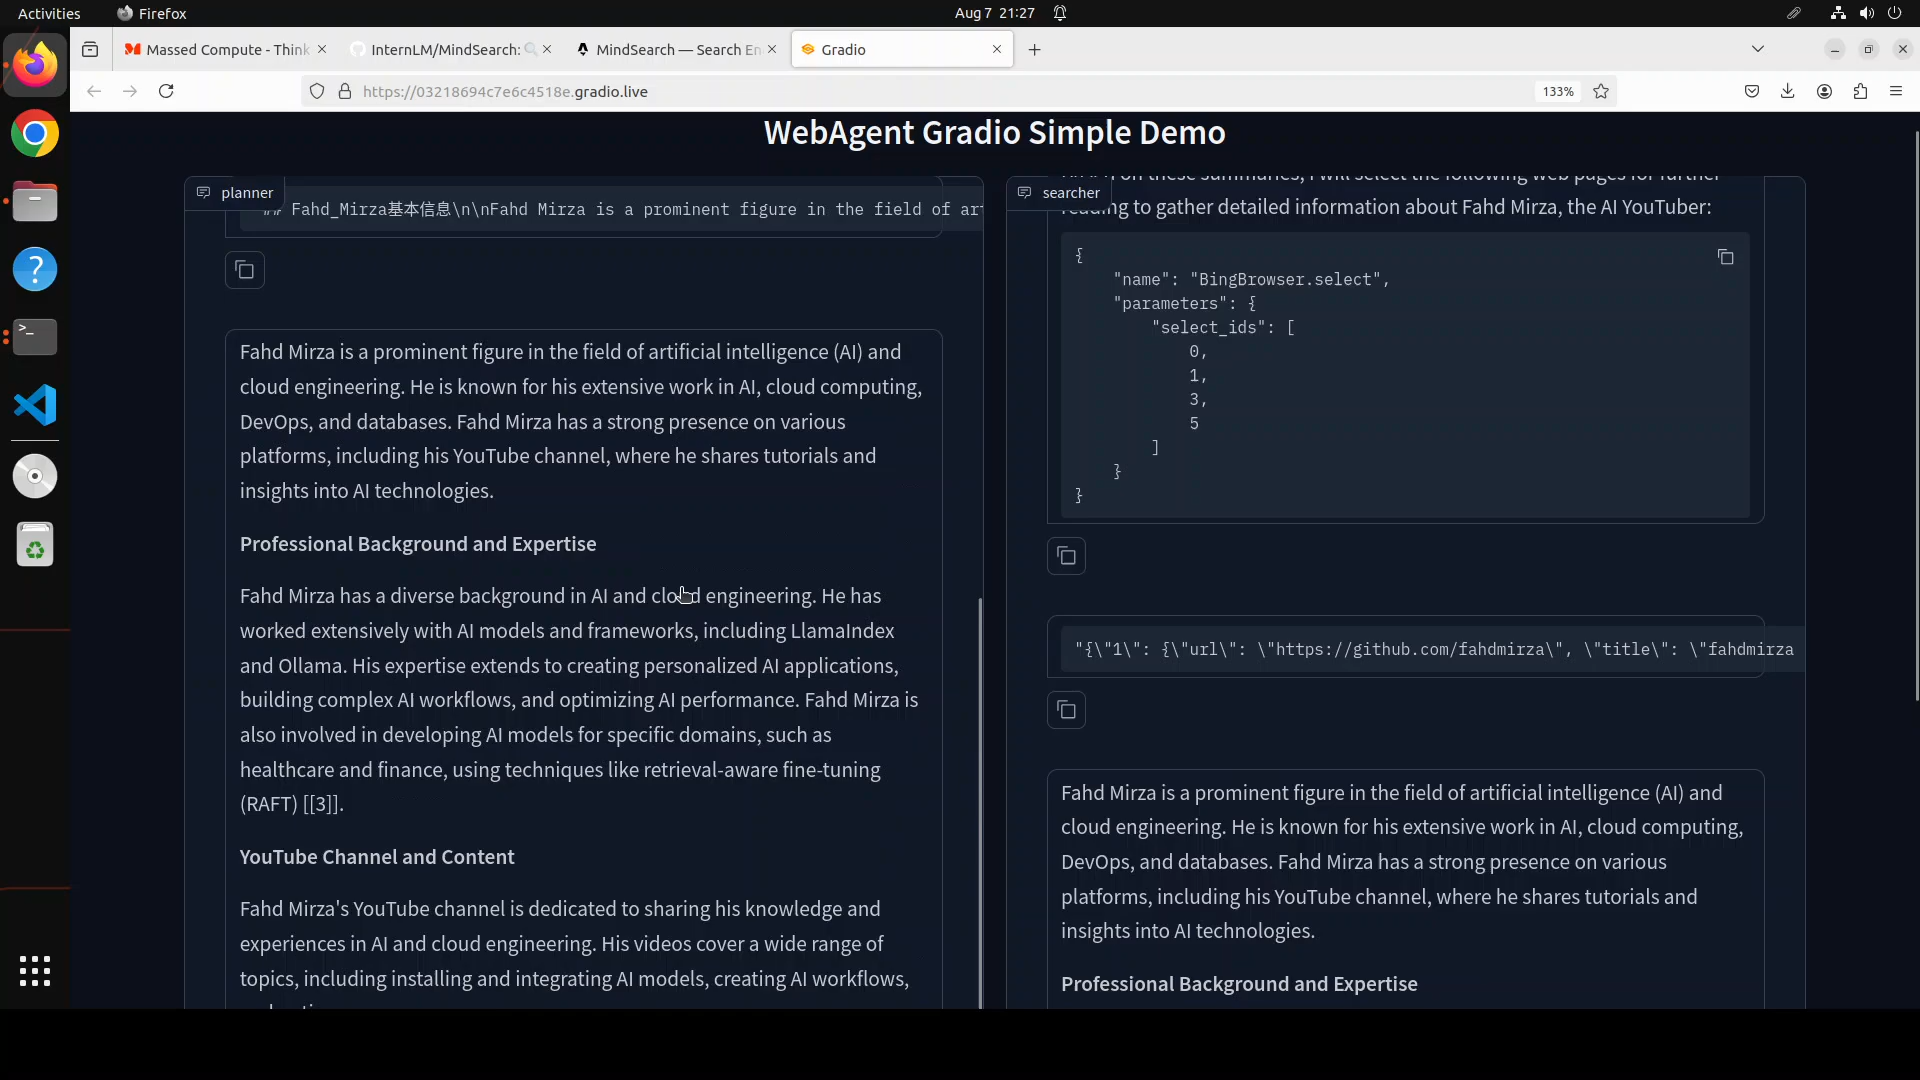 Activities
Firefox
Aug 7 21:27
Massed Compute - Think
InternLM/MindSearch:
MindSearch — Search En
Gradio
https://03218694c7e6c4518e.gradio.live
133%
WebAgent Gradio Simple Demo
planner
## Fahd_Mirza基本信息\n\nFahd Mirza is a prominent figure in the field of art
Fahd Mirza is a prominent figure in the field of artificial intelligence (AI) and
cloud engineering. He is known for his extensive work in AI, cloud computing,
DevOps, and databases. Fahd Mirza has a strong presence on various
platforms, including his YouTube channel, where he shares tutorials and
insights into AI technologies.
Professional Background and Expertise
Fahd Mirza has a diverse background in AI and cloud engineering. He has
worked extensively with AI models and frameworks, including LlamaIndex
and Ollama. His expertise extends to creating personalized AI applications,
building complex AI workflows, and optimizing AI performance. Fahd Mirza is
also involved in developing AI models for specific domains, such as
healthcare and finance, using techniques like retrieval-aware fine-tuning
(RAFT) [[3]].
YouTube Channel and Content
Fahd Mirza's YouTube channel is dedicated to sharing his knowledge and
experiences in AI and cloud engineering. His videos cover a wide range of
topics, including installing and integrating AI models, creating AI workflows,
searcher
on these summaries, I will select the following web pages for further
reading to gather detailed information about Fahd Mirza, the AI YouTuber:
{
"name": "BingBrowser.select",
"parameters": {
"select_ids": [
0,
1,
3,
5
]
}
}
"{\"1\": {\"url\": \"https://github.com/fahdmirza\", \"title\": \"fahdmirza
Fahd Mirza is a prominent figure in the field of artificial intelligence (AI) and
cloud engineering. He is known for his extensive work in AI, cloud computing,
DevOps, and databases. Fahd Mirza has a strong presence on various
platforms, including his YouTube channel, where he shares tutorials and
insights into AI technologies.
Professional Background and Expertise